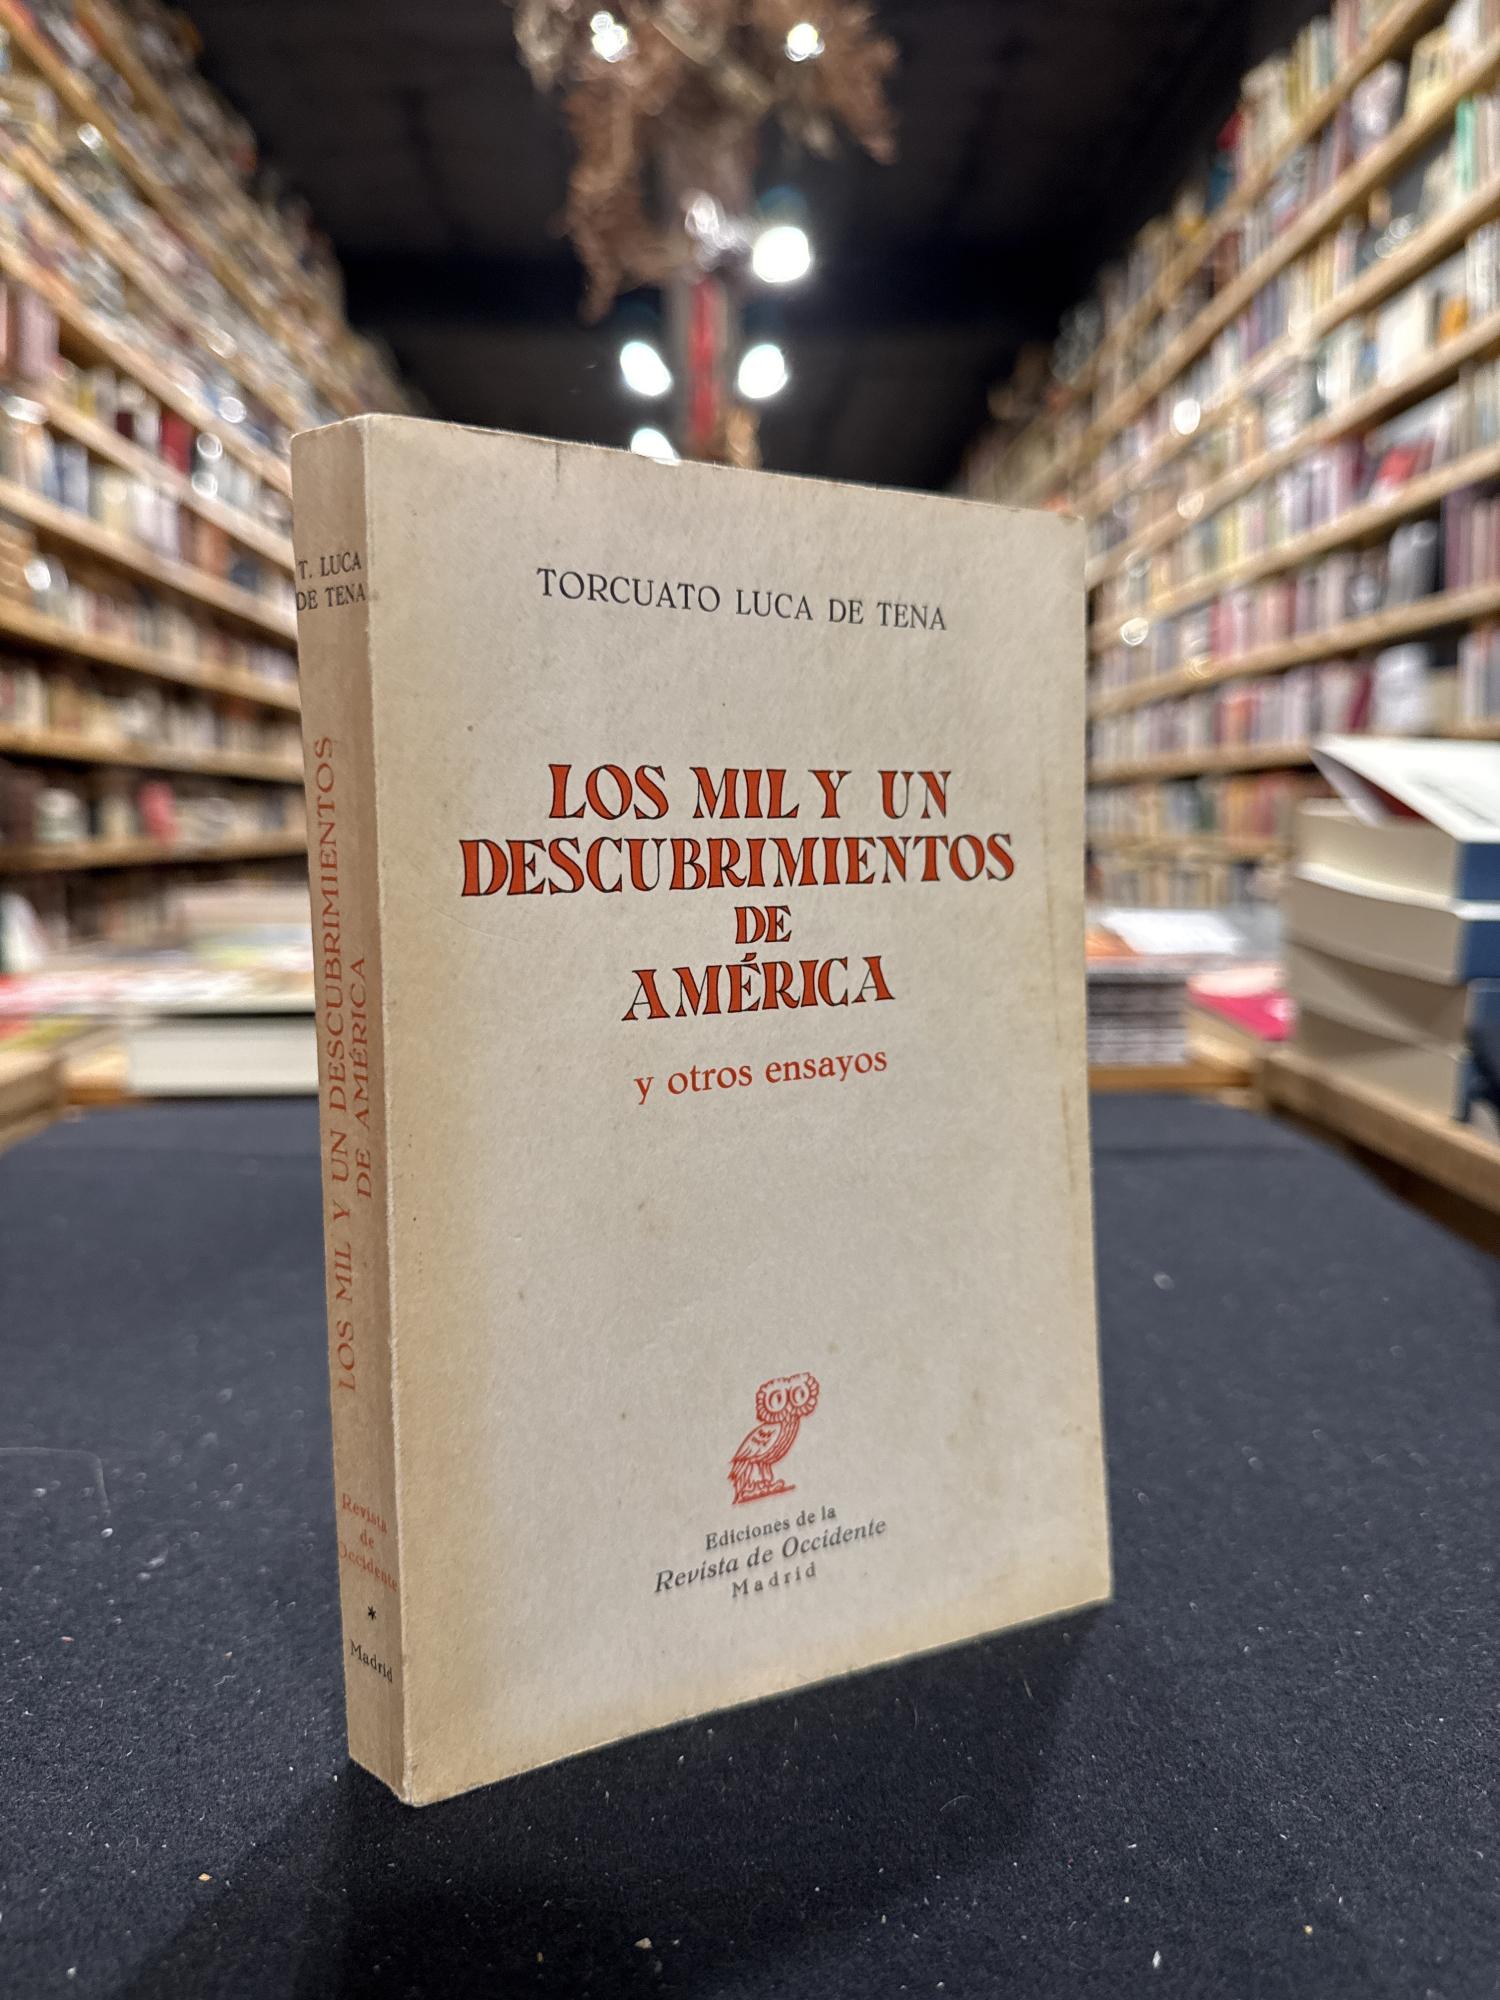 T. LUCA
DE TENA
LOS MIL Y UN DESCUBRIMIENTOS
DE AMÉRICA
Revista
de
Occidente
*
Madrid
TORCUATO LUCA DE TENA
LOS MIL Y UN
DESCUBRIMIENTOS
DE
AMÉRICA
y otros ensayos
Ediciones de la
Revista de Occidente
Madrid